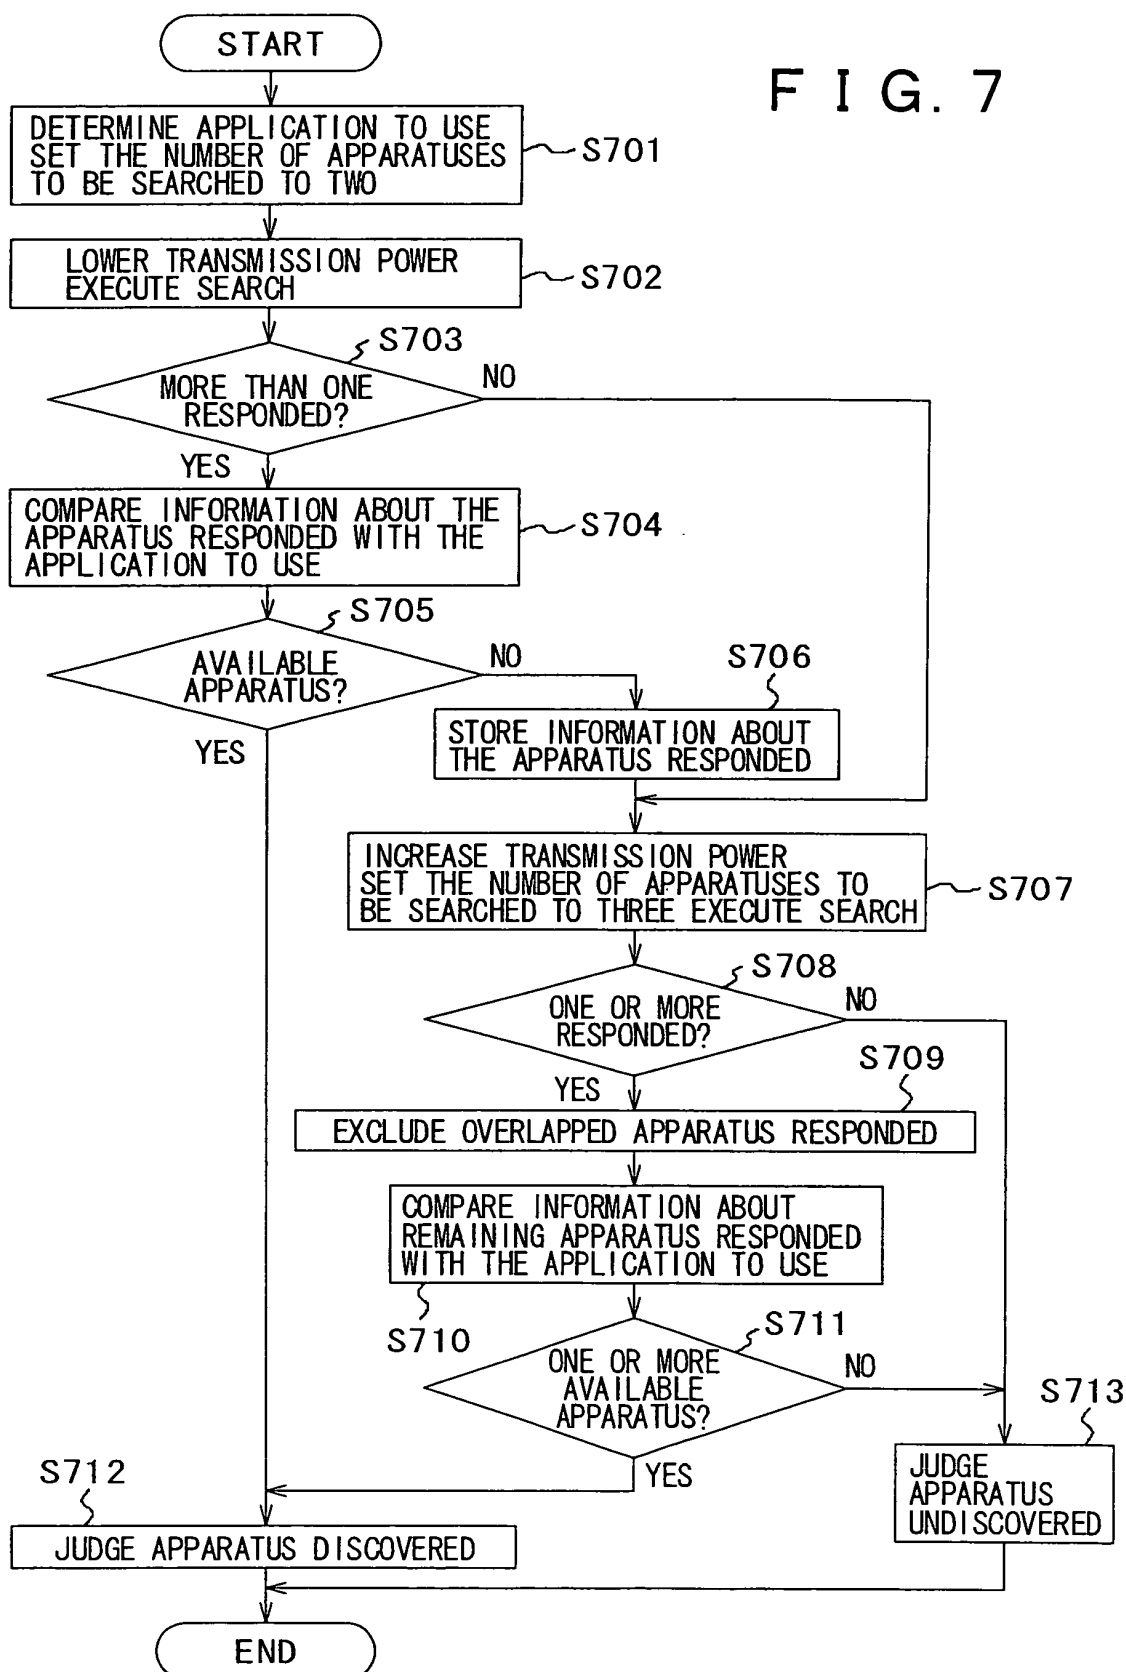 START
FIG. 7
DETERMINE APPLICATION TO USE
SET THE NUMBER OF APPARATUSES
TO BE SEARCHED TO TWO
S701
LOWER TRANSMISSION POWER
EXECUTE SEARCH
S702
S703
MORE THAN ONE
RESPONDED?
NO
YES
COMPARE INFORMATION ABOUT THE
APPARATUS RESPONDED WITH THE
APPLICATION TO USE
S704
S705
AVAILABLE
APPARATUS?
NO
YES
S706
STORE INFORMATION ABOUT
THE APPARATUS RESPONDED
INCREASE TRANSMISSION POWER
SET THE NUMBER OF APPARATUSES TO
BE SEARCHED TO THREE EXECUTE SEARCH
S707
S708
ONE OR MORE
RESPONDED?
NO
YES
S709
EXCLUDE OVERLAPPED APPARATUS RESPONDED
COMPARE INFORMATION ABOUT
REMAINING APPARATUS RESPONDED
WITH THE APPLICATION TO USE
S710
S711
ONE OR MORE
AVAILABLE
APPARATUS?
NO
YES
S713
JUDGE
APPARATUS
UNDISCOVERED
S712
JUDGE APPARATUS DISCOVERED
END